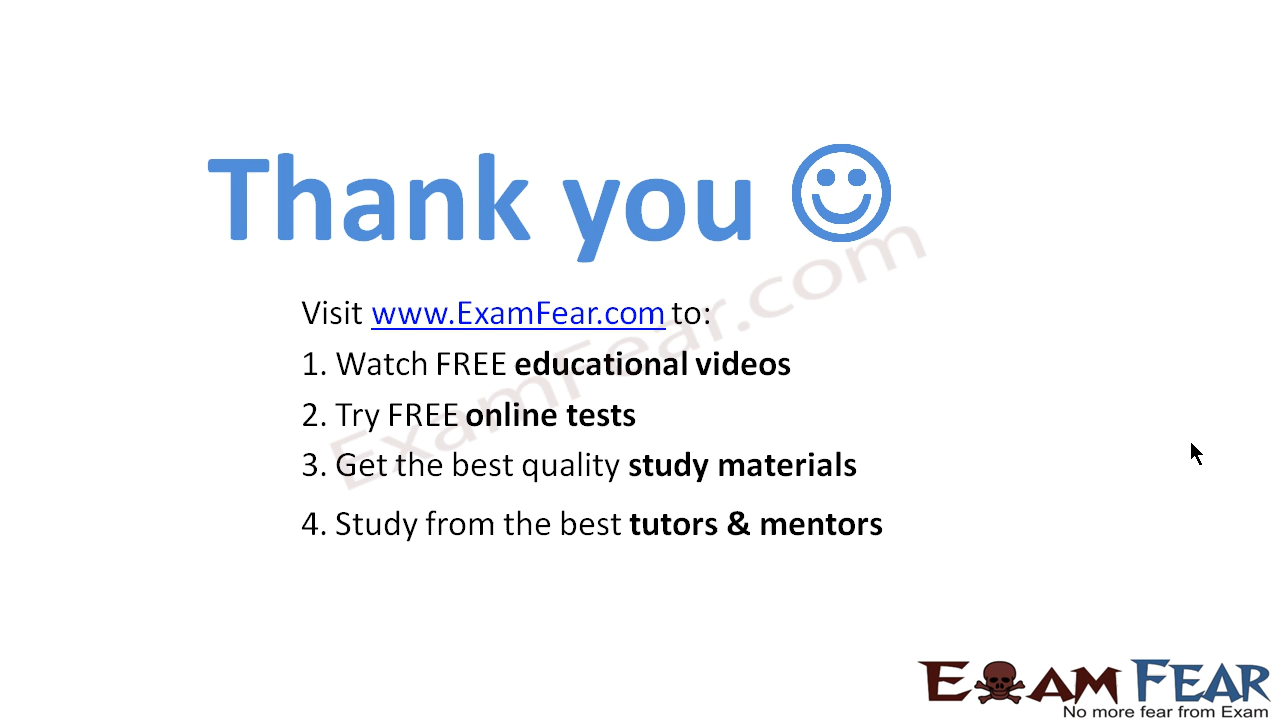 Thank you
Visit www.ExamFear.com to:
1. Watch FREE educational videos
2. Try FREE online tests
3. Get the best quality study materials
4. Study from the best tutors & mentors
ExamFear.com
EXAM FEAR
No more fear from Exam